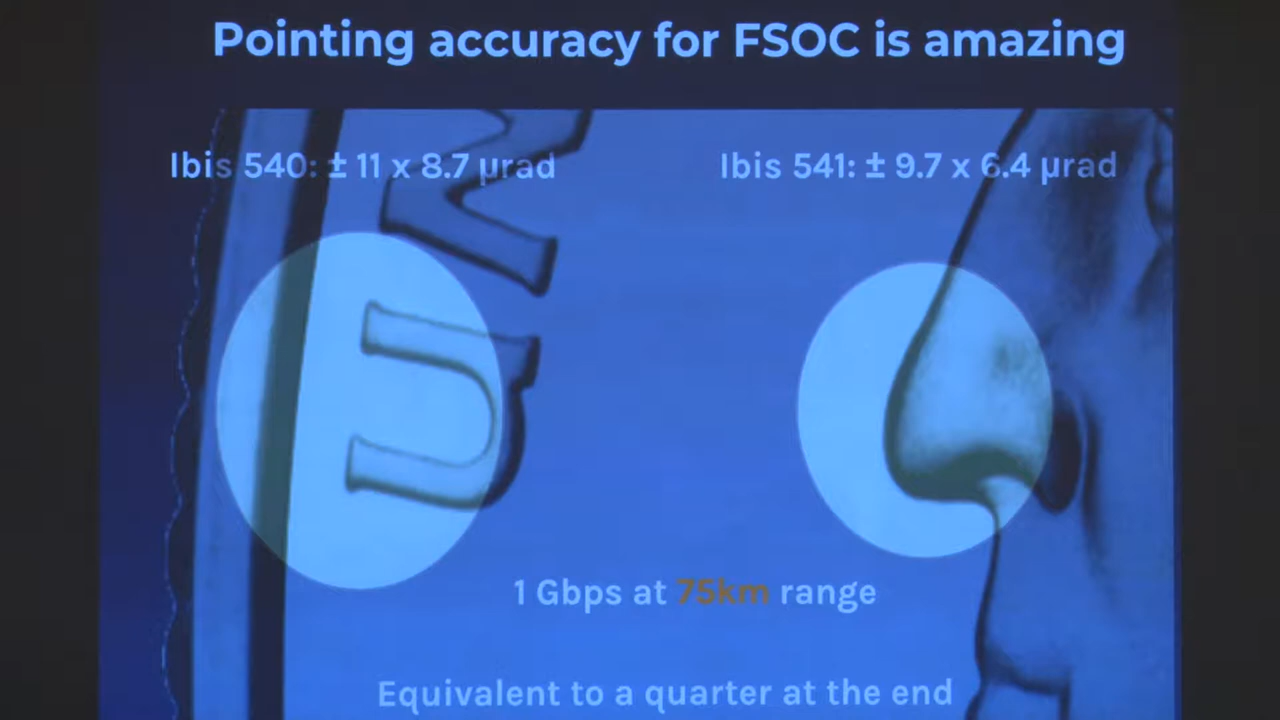 Pointing accuracy for FSOC is amazing
Ibis 540: ± 11 x 8.7 µrad
Ibis 541: ± 9.7 x 6.4 µrad
1 Gbps at 75km range
Equivalent to a quarter at the end